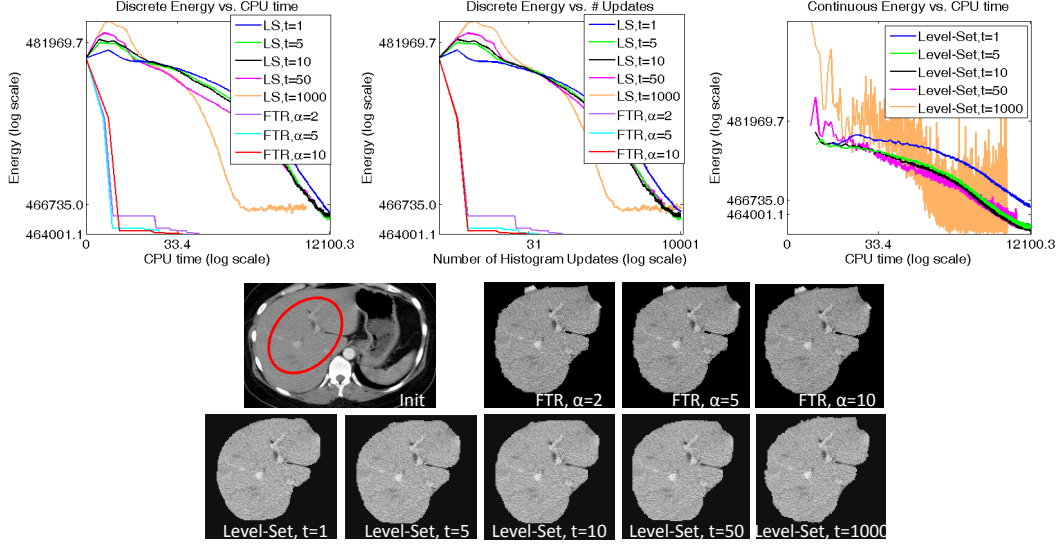 Discrete Energy vs. CPU time
Energy (log scale)
481969.7
466735.0
464001.1
0
33.4
12100.3
CPU time (log scale)
LS,t=1
LS,t=5
LS,t=10
LS,t=50
LS,t=1000
FTR,α=2
FTR,α=5
FTR,α=10
Discrete Energy vs. # Updates
Energy (log scale)
481969.7
466735.0
464001.1
1
31
10001
Number of Histogram Updates (log scale)
LS,t=1
LS,t=5
LS,t=10
LS,t=50
LS,t=1000
FTR,α=2
FTR,α=5
FTR,α=10
Continuous Energy vs. CPU time
Energy (log scale)
481969.7
466735.0
464001.1
0
33.4
12100.3
CPU time (log scale)
Level-Set,t=1
Level-Set,t=5
Level-Set,t=10
Level-Set,t=50
Level-Set,t=1000
Init
FTR, α=2
FTR, α=5
FTR, α=10
Level-Set, t=1
Level-Set, t=5
Level-Set, t=10
Level-Set, t=50
Level-Set, t=1000